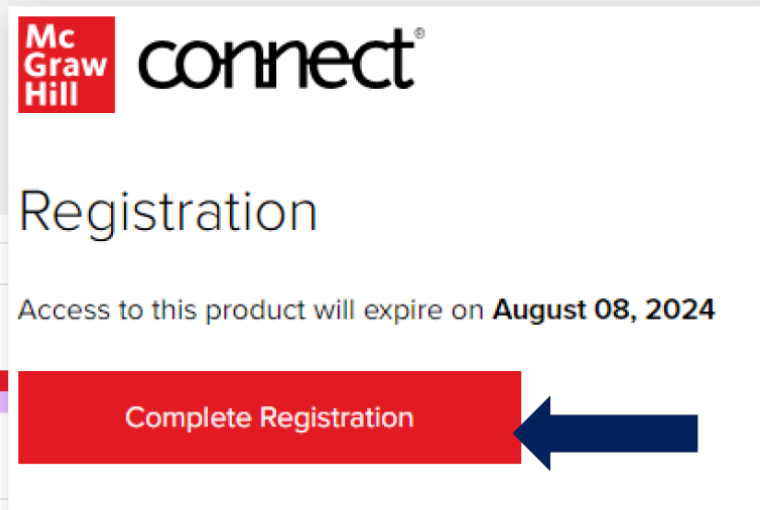 Mc
Graw
Hill
connect®
Registration
Access to this product will expire on August 08, 2024
Complete Registration